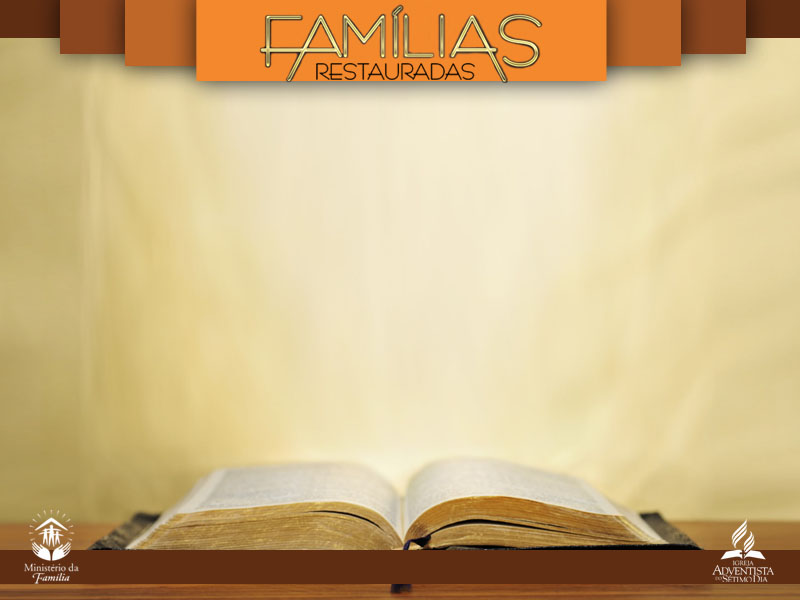 FAMÍLIAS
RESTAURADAS
Ministério da
Família
IGREJA
ADVENTISTA
DO SÉTIMO DIA